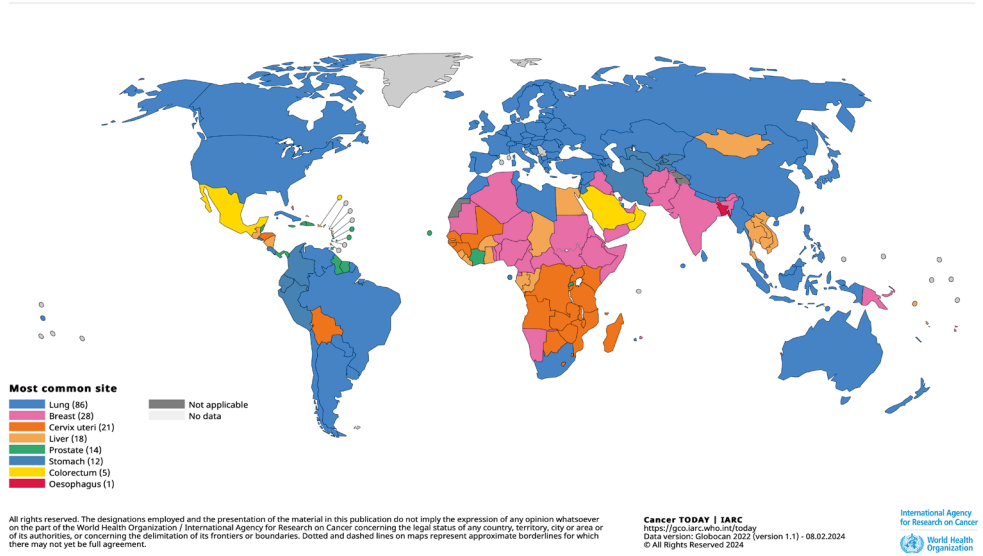 Most common site
Lung (86)
Breast (28)
Cervix uteri (21)
Liver (18)
Prostate (14)
Stomach (12)
Colorectum (5)
Oesophagus (1)
Not applicable
No data
All rights reserved. The designations employed and the presentation of the material in this publication do not imply the expression of any opinion whatsoever
on the part of the World Health Organization / International Agency for Research on Cancer concerning the legal status of any country, territory, city or area or
of its authorities, or concerning the delimitation of its frontiers or boundaries. Dotted and dashed lines on maps represent approximate borderlines for which
there may not yet be full agreement.
Cancer TODAY | IARC
https://gco.iarc.who.int/today
Data version: Globocan 2022 (version 1.1) - 08.02.2024
© All Rights Reserved 2024
International Agency
for Research on Cancer
World Health
Organization